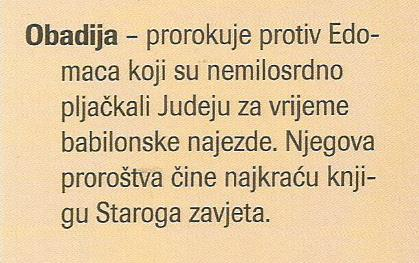 Obadija – prorokuje protiv Edo-
maca koji su nemilosrdno
pljačkali Judeju za vrijeme
babilonske najezde. Njegova
proroštva čine najkraću knji-
gu Staroga zavjeta.